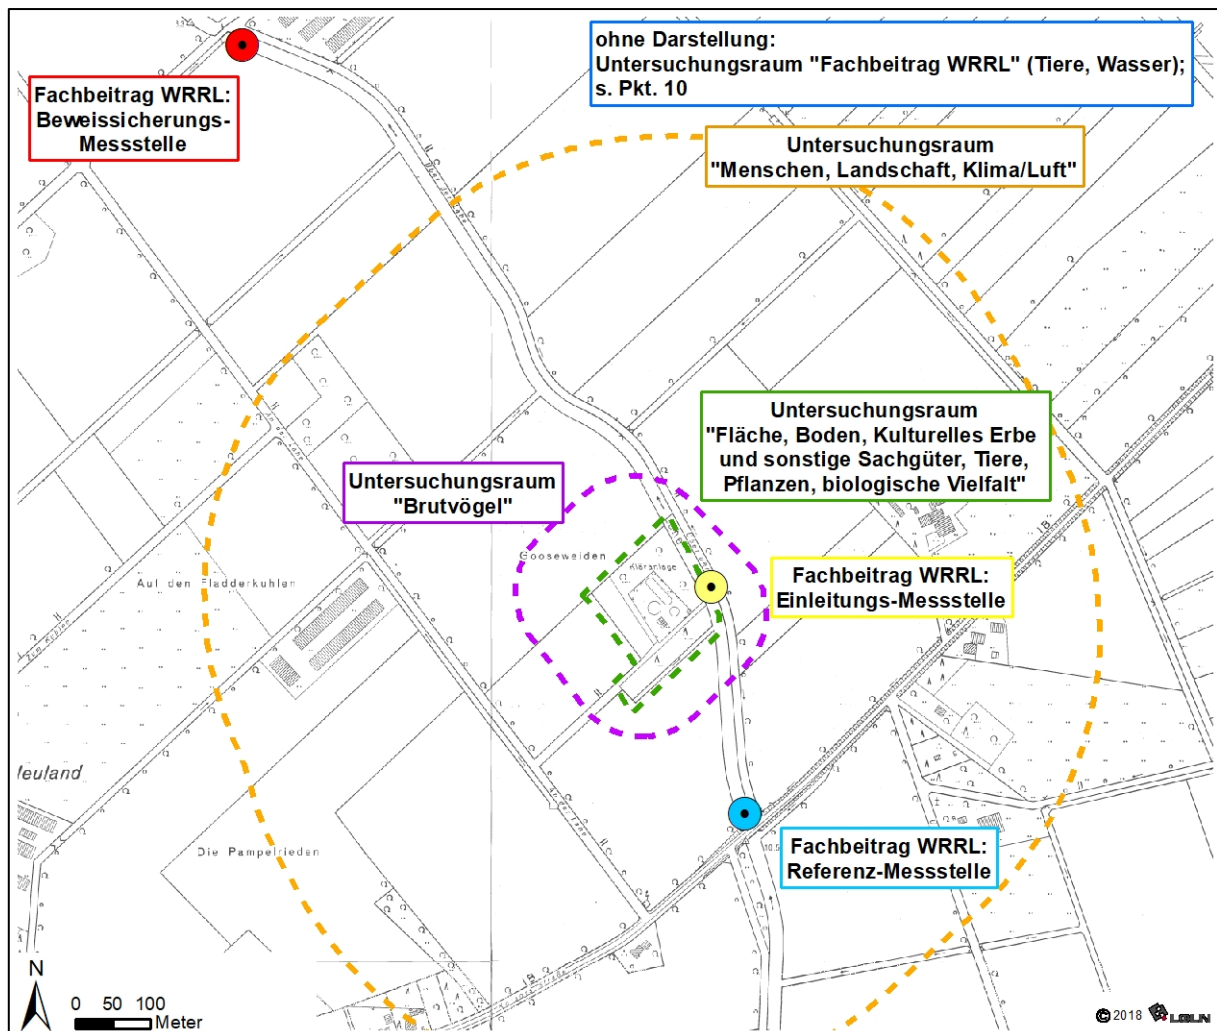 ohne Darstellung:
Untersuchungsraum "Fachbeitrag WRRL" (Tiere, Wasser);
s. Pkt. 10
Fachbeitrag WRRL:
Beweissicherungs-
Messstelle
Untersuchungsraum
"Menschen, Landschaft, Klima/Luft"
Untersuchungsraum
"Fläche, Boden, Kulturelles Erbe
und sonstige Sachgüter, Tiere,
Pflanzen, biologische Vielfalt"
Untersuchungsraum
"Brutvögel"
Gooseweiden
Kläranlage
Fachbeitrag WRRL:
Einleitungs-Messstelle
Auf den Fladderkuhlen
Die Pampelrieden
Fachbeitrag WRRL:
Referenz-Messstelle
N
0 50 100
Meter
© 2018 LGLN